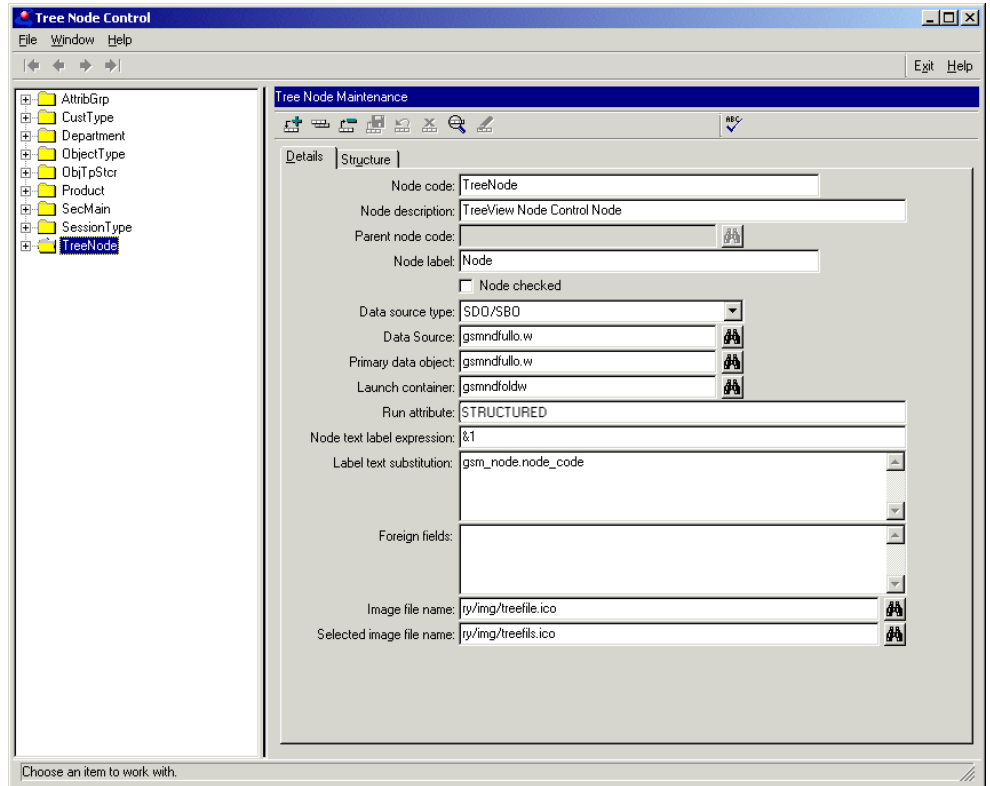 Tree Node Control
File Window Help
Exit Help
AttribGrp
CustType
Department
ObjectType
ObjTpStcr
Product
SecMain
SessionType
TreeNode
Tree Node Maintenance
ABC
Details Structure
Node code: TreeNode
Node description: TreeView Node Control Node
Parent node code:
Node label: Node
Node checked
Data source type: SDO/SBO
Data Source: gsmndfullo.w
Primary data object: gsmndfullo.w
Launch container: gsmndfoldw
Run attribute: STRUCTURED
Node text label expression: &1
Label text substitution: gsm_node.node_code
Foreign fields:
Image file name: ry/img/treefile.ico
Selected image file name: ry/img/treefils.ico
Choose an item to work with.